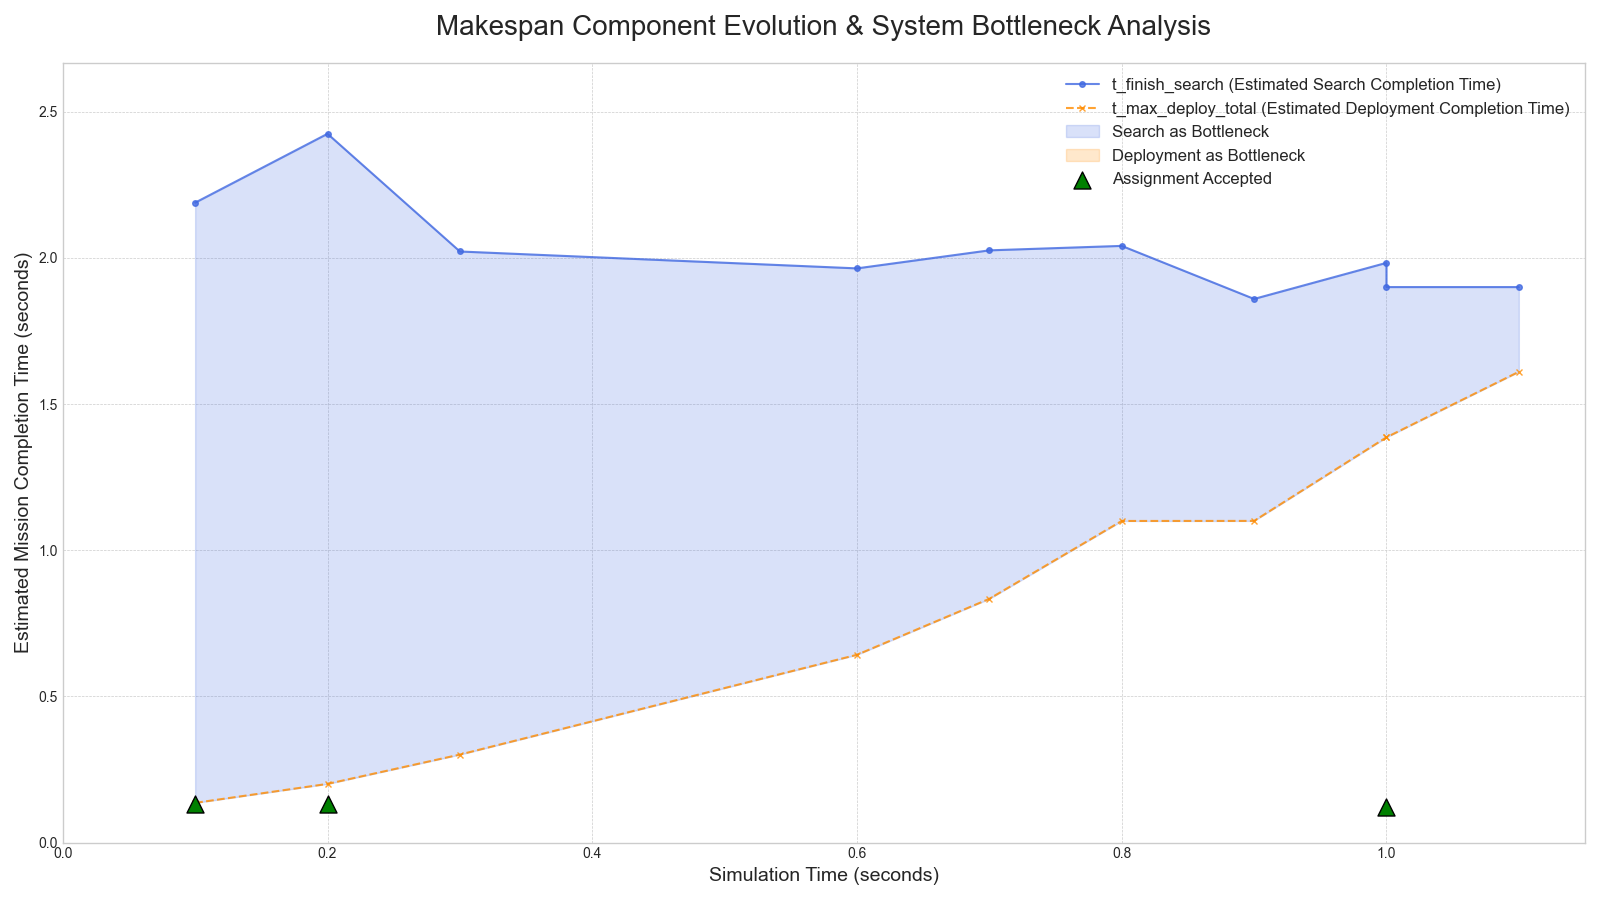 Makespan Component Evolution & System Bottleneck Analysis
t_finish_search (Estimated Search Completion Time)
t_max_deploy_total (Estimated Deployment Completion Time)
Search as Bottleneck
Deployment as Bottleneck
Assignment Accepted
Estimated Mission Completion Time (seconds)
2.5
2.0
1.5
1.0
0.5
0.0
0.0 0.2 0.4 0.6 0.8 1.0
Simulation Time (seconds)